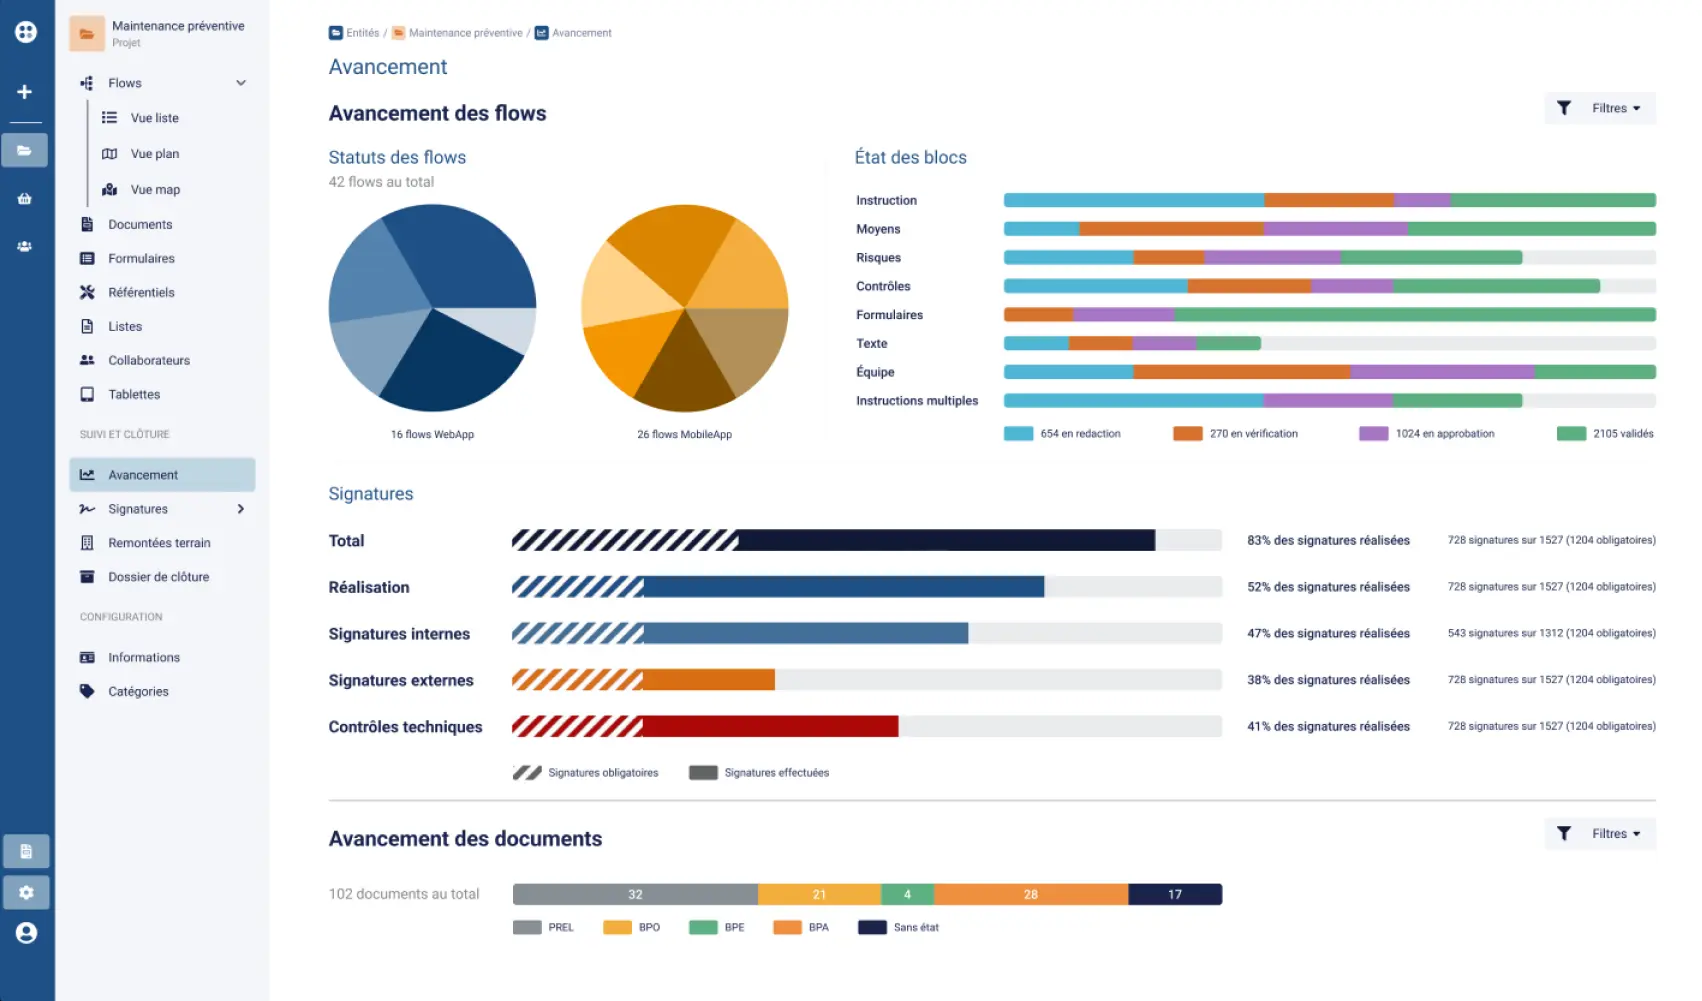 Maintenance préventive
Projet
Flows
Vue liste
Vue plan
Vue map
Documents
Formulaires
Référentiels
Listes
Collaborateurs
Tablettes
SUIVI ET CLÔTURE
Avancement
Signatures
Remontées terrain
Dossier de clôture
CONFIGURATION
Informations
Catégories
Entités / Maintenance préventive / Avancement
Avancement
Avancement des flows
Filtres
Statuts des flows
42 flows au total
16 flows WebApp
26 flows MobileApp
État des blocs
Instruction
Moyens
Risques
Contrôles
Formulaires
Texte
Équipe
Instructions multiples
654 en redaction
270 en vérification
1024 en approbation
2105 validés
Signatures
Total
83% des signatures réalisées
728 signatures sur 1527 (1204 obligatoires)
Réalisation
52% des signatures réalisées
728 signatures sur 1527 (1204 obligatoires)
Signatures internes
47% des signatures réalisées
543 signatures sur 1312 (1204 obligatoires)
Signatures externes
38% des signatures réalisées
728 signatures sur 1527 (1204 obligatoires)
Contrôles techniques
41% des signatures réalisées
728 signatures sur 1527 (1204 obligatoires)
Signatures obligatoires
Signatures effectuées
Avancement des documents
Filtres
102 documents au total
32
21
4
28
17
PREL
BPO
BPE
BPA
Sans état